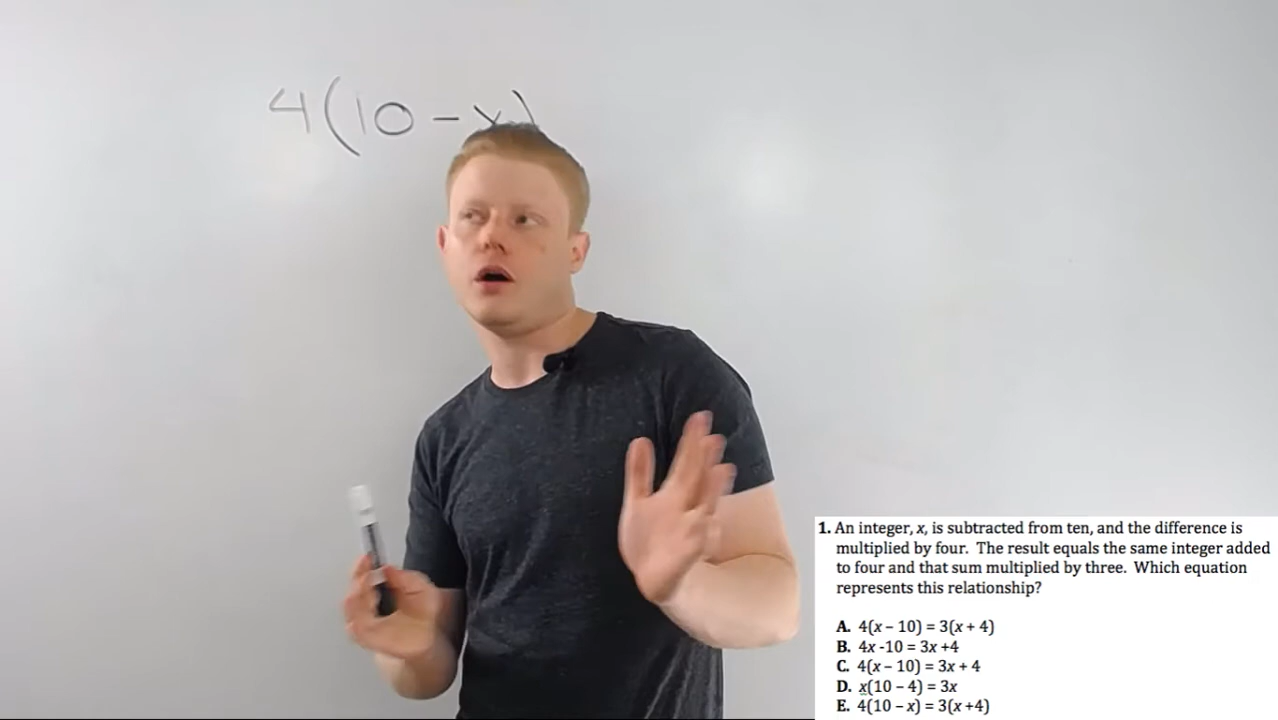 4(10-x)
1. An integer, x, is subtracted from ten, and the difference is
multiplied by four. The result equals the same integer added
to four and that sum multiplied by three. Which equation
represents this relationship?
A. 4(x – 10) = 3(x + 4)
B. 4x -10 = 3x +4
C. 4(x – 10) = 3x + 4
D. x(10 – 4) = 3x
E. 4(10 – x) = 3(x +4)